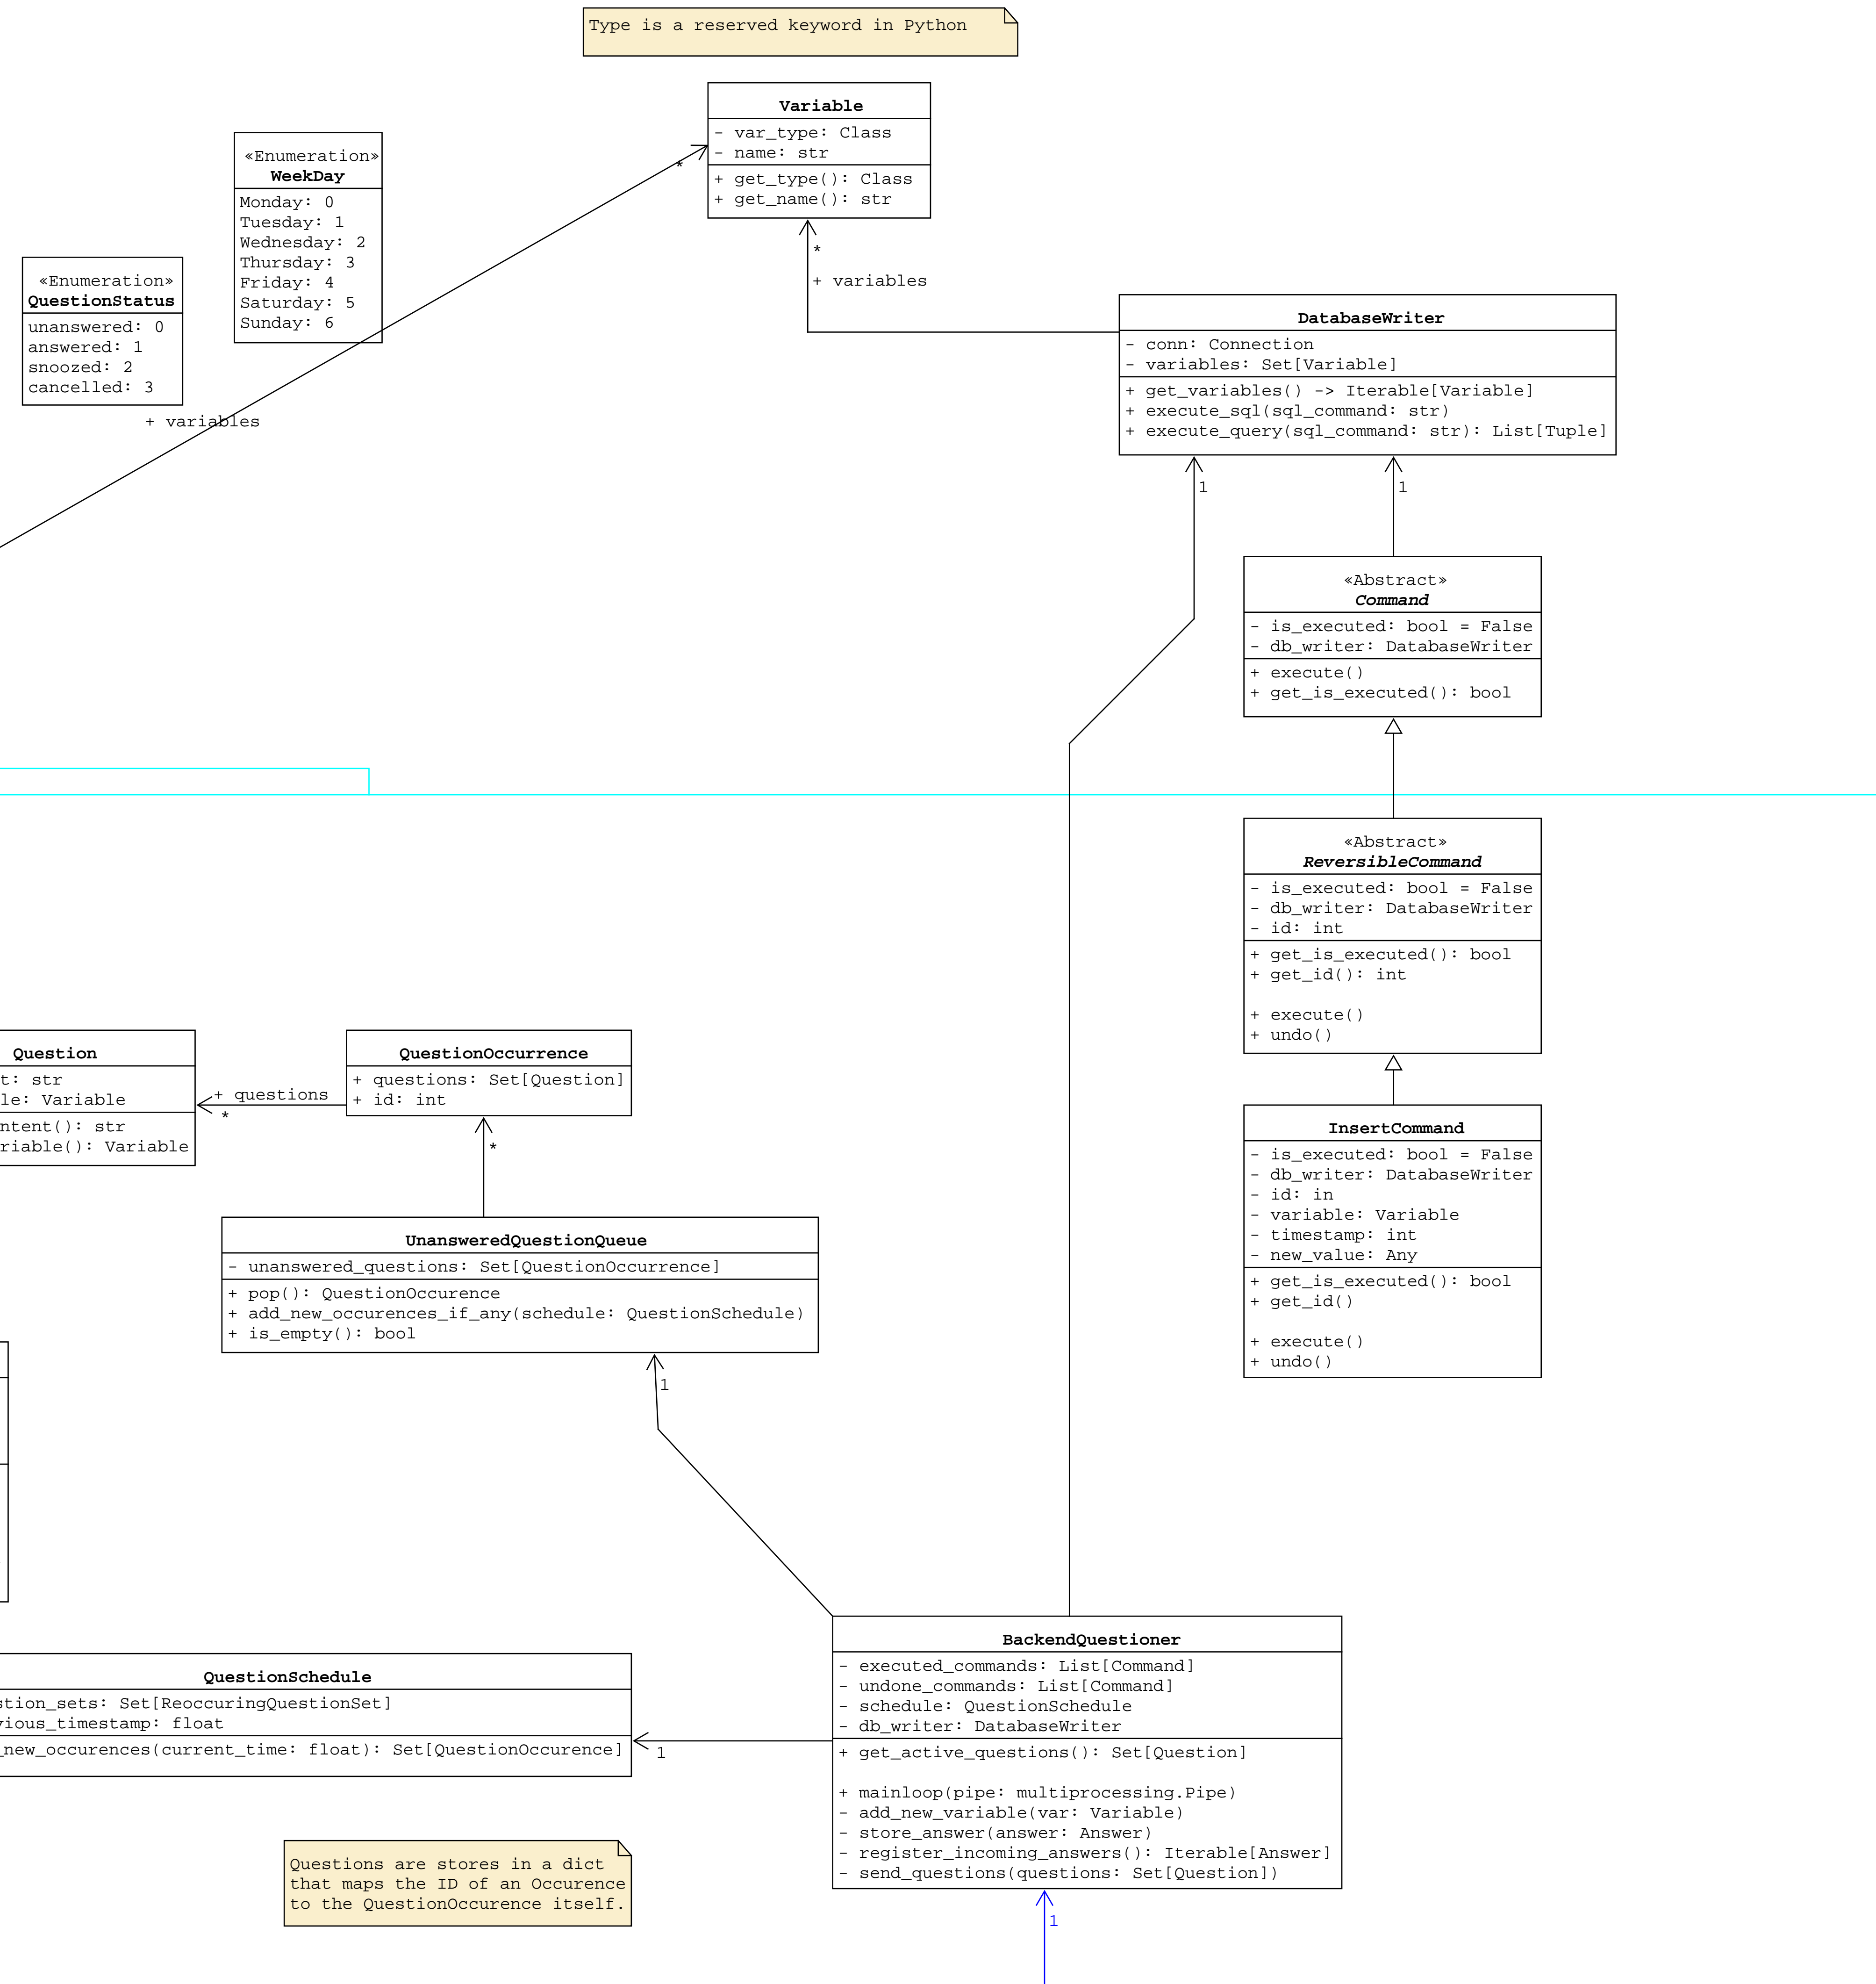 Type is a reserved keyword in Python
Variable
- var_type: Class
- name: str
+ get_type(): Class
+ get_name(): str
*
«Enumeration»
WeekDay
Monday: 0
Tuesday: 1
Wednesday: 2
Thursday: 3
Friday: 4
Saturday: 5
Sunday: 6
*
+ variables
«Enumeration»
QuestionStatus
unanswered: 0
answered: 1
snoozed: 2
cancelled: 3
+ variables
DatabaseWriter
- conn: Connection
- variables: Set[Variable]
+ get_variables() -> Iterable[Variable]
+ execute_sql(sql_command: str)
+ execute_query(sql_command: str): List[Tuple]
1
1
«Abstract»
Command
- is_executed: bool = False
- db_writer: DatabaseWriter
+ execute()
+ get_is_executed(): bool
«Abstract»
ReversibleCommand
- is_executed: bool = False
- db_writer: DatabaseWriter
- id: int
+ get_is_executed(): bool
+ get_id(): int
+ execute()
+ undo()
Question
t: str
le: Variable
ntent(): str
riable(): Variable
+ questions
*
QuestionOccurrence
+ questions: Set[Question]
+ id: int
*
InsertCommand
- is_executed: bool = False
- db_writer: DatabaseWriter
- id: in
- variable: Variable
- timestamp: int
- new_value: Any
+ get_is_executed(): bool
+ get_id()
+ execute()
+ undo()
UnansweredQuestionQueue
- unanswered_questions: Set[QuestionOccurrence]
+ pop(): QuestionOccurence
+ add_new_occurences_if_any(schedule: QuestionSchedule)
+ is_empty(): bool
1
QuestionSchedule
stion_sets: Set[ReoccuringQuestionSet]
vious_timestamp: float
_new_occurences(current_time: float): Set[QuestionOccurence]
1
BackendQuestioner
- executed_commands: List[Command]
- undone_commands: List[Command]
- schedule: QuestionSchedule
- db_writer: DatabaseWriter
+ get_active_questions(): Set[Question]
+ mainloop(pipe: multiprocessing.Pipe)
- add_new_variable(var: Variable)
- store_answer(answer: Answer)
- register_incoming_answers(): Iterable[Answer]
- send_questions(questions: Set[Question])
1
Questions are stores in a dict
that maps the ID of an Occurence
to the QuestionOccurence itself.